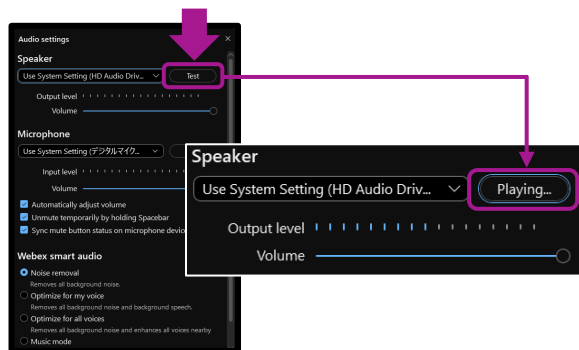 Audio settings
Speaker
Use System Setting (HD Audio Driv...
Test
Output level
Volume
Microphone
Use System Setting (デジタルマイク...
Input level
Volume
Automatically adjust volume
Unmute temporarily by holding Spacebar
Sync mute button status on microphone devic
Webex smart audio
Noise removal
Removes all background noise.
Optimize for my voice
Removes all background noise and background speech.
Optimize for all voices
Removes all background noise and enhances all voices nearby
Music mode
Speaker
Use System Setting (HD Audio Driv...
Playing...
Output level
Volume